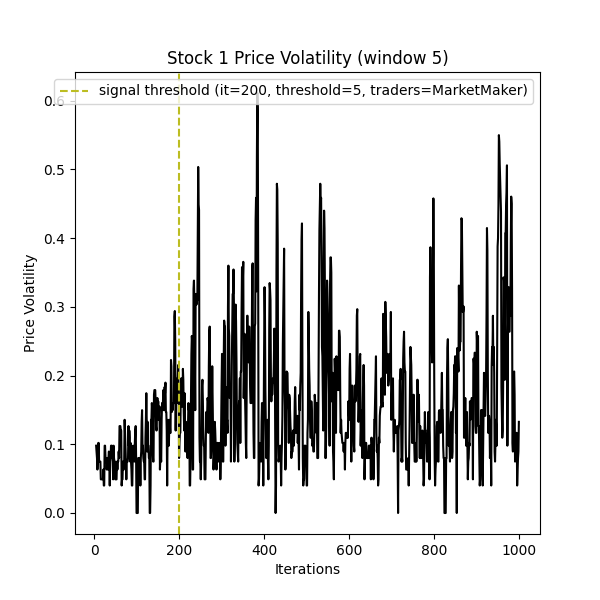 Stock 1 Price Volatility (window 5)
signal threshold (it=200, threshold=5, traders=MarketMaker)
0.6
0.5
0.4
0.3
0.2
0.1
0.0
Price Volatility
0 200 400 600 800 1000
Iterations